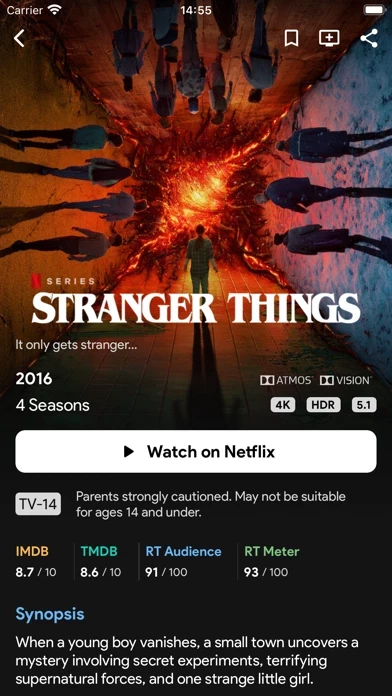 Carrier 14:55
N SERIES
STRANGER THINGS
It only gets stranger...
2016
DOLBY ATMOS DOLBY VISION
4 Seasons
4K HDR 5.1
Watch on Netflix
TV-14
Parents strongly cautioned. May not be suitable
for ages 14 and under.
IMDB TMDB RT Audience RT Meter
8.7 / 10 8.6 / 10 91 / 100 93 / 100
Synopsis
When a young boy vanishes, a small town uncovers a
mystery involving secret experiments, terrifying
supernatural forces, and one strange little girl.